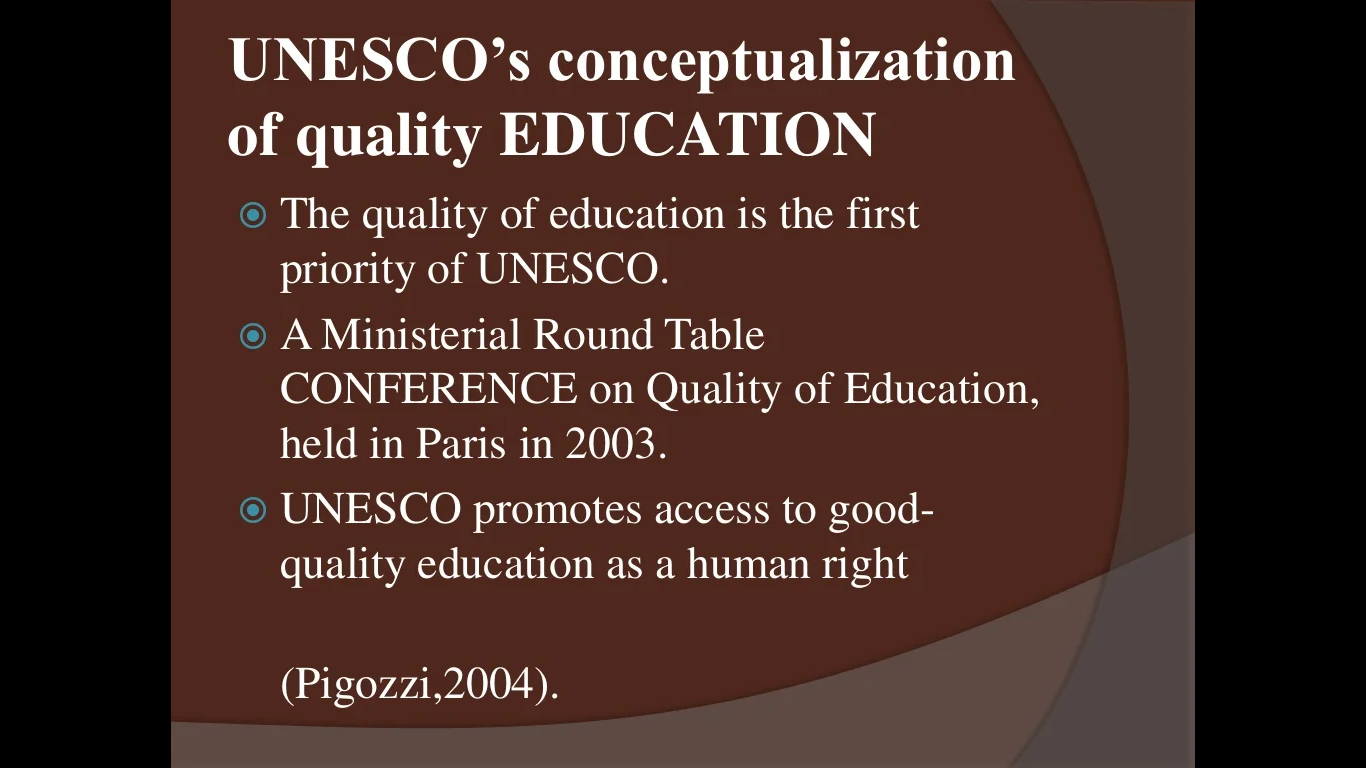 UNESCO’s conceptualization
of quality EDUCATION
The quality of education is the first
priority of UNESCO.
A Ministerial Round Table
CONFERENCE on Quality of Education,
held in Paris in 2003.
UNESCO promotes access to good-
quality education as a human right
(Pigozzi,2004).